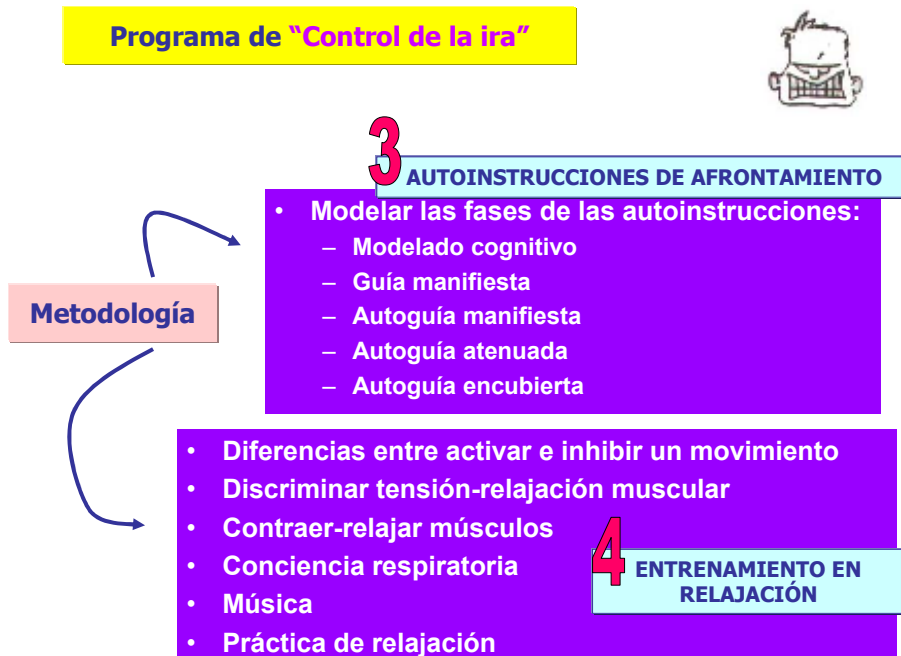 Programa de “Control de la ira”
3
AUTOINSTRUCCIONES DE AFRONTAMIENTO
• Modelar las fases de las autoinstrucciones:
– Modelado cognitivo
– Guía manifiesta
– Autoguía manifiesta
– Autoguía atenuada
– Autoguía encubierta
Metodología
• Diferencias entre activar e inhibir un movimiento
• Discriminar tensión-relajación muscular
• Contraer-relajar músculos
• Conciencia respiratoria
• Música
• Práctica de relajación
4
ENTRENAMIENTO EN
RELAJACIÓN